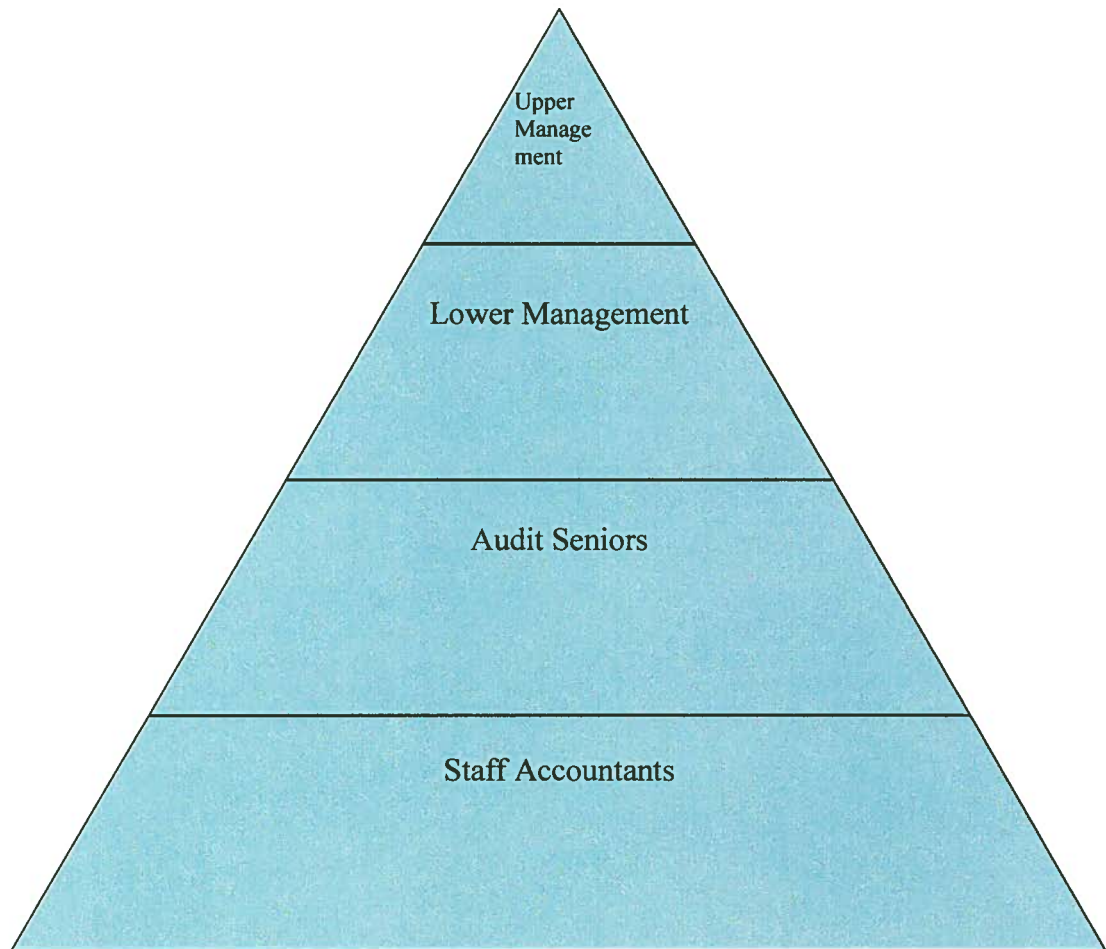 Upper
Manage
ment
Lower Management
Audit Seniors
Staff Accountants